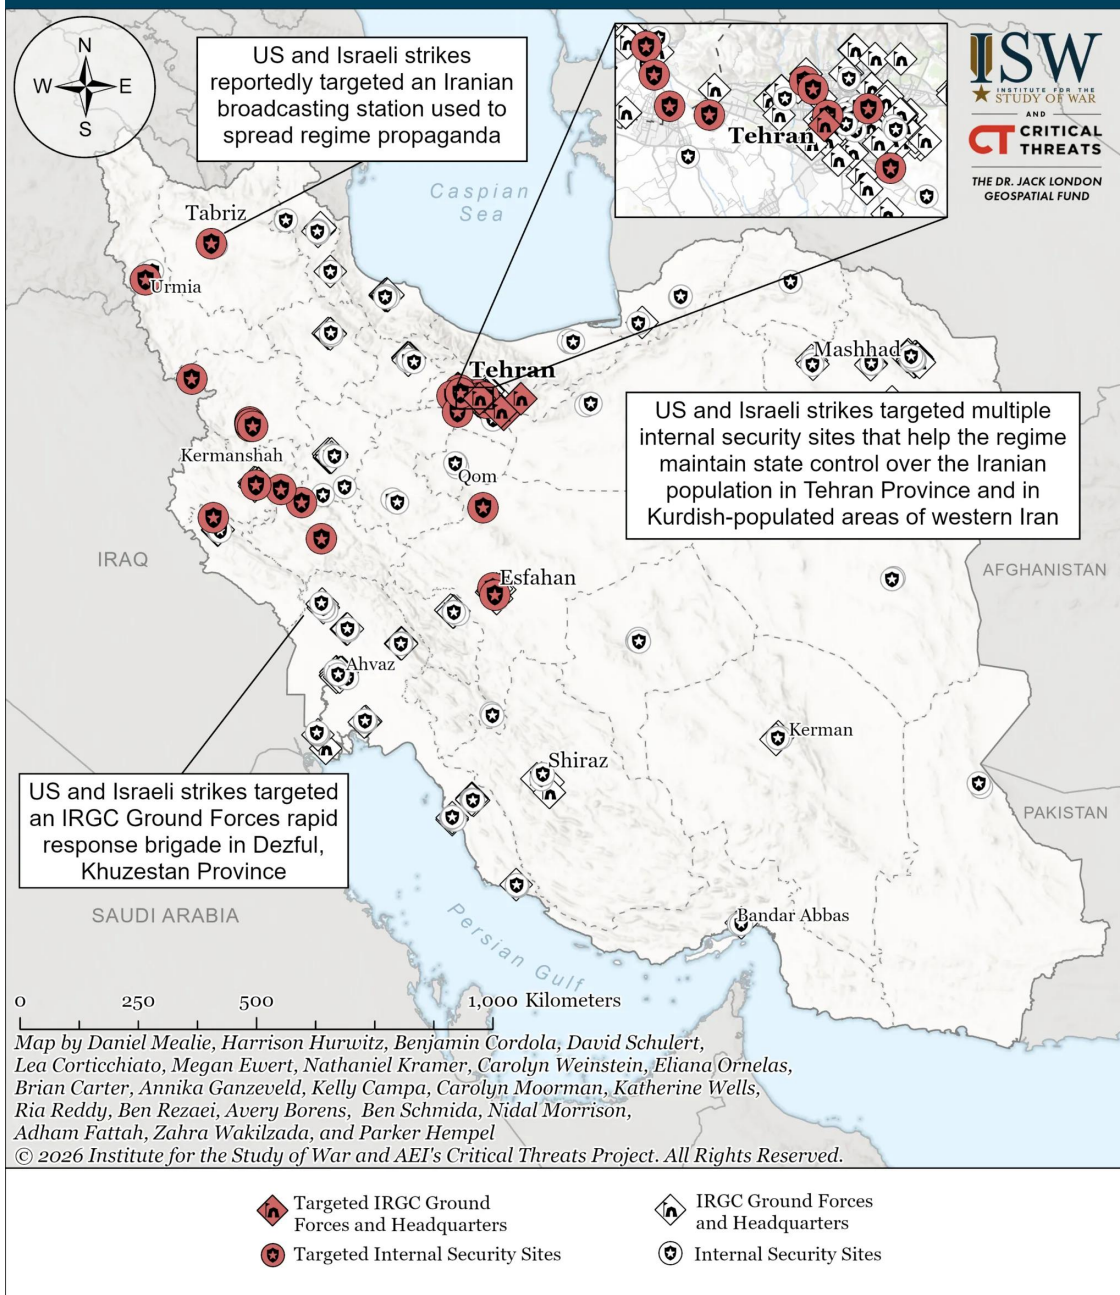 N
W E
S
US and Israeli strikes
reportedly targeted an Iranian
broadcasting station used to
spread regime propaganda
Tehran
ISW
INSTITUTE FOR THE
STUDY OF WAR
AND
CT CRITICAL
THREATS
THE DR. JACK LONDON
GEOSPATIAL FUND
Caspian
Sea
Tabriz
Urmia
Mashhad
Tehran
US and Israeli strikes targeted multiple
internal security sites that help the regime
maintain state control over the Iranian
population in Tehran Province and in
Kurdish-populated areas of western Iran
Kermanshah
Qom
IRAQ
AFGHANISTAN
Esfahan
Ahvaz
Kerman
Shiraz
US and Israeli strikes targeted
an IRGC Ground Forces rapid
response brigade in Dezful,
Khuzestan Province
PAKISTAN
SAUDI ARABIA
Bandar Abbas
Persian Gulf
0 250 500 1,000 Kilometers
Map by Daniel Mealie, Harrison Hurwitz, Benjamin Cordola, David Schulert,
Lea Corticchiato, Megan Ewert, Nathaniel Kramer, Carolyn Weinstein, Eliana Ornelas,
Brian Carter, Annika Ganzeveld, Kelly Campa, Carolyn Moorman, Katherine Wells,
Ria Reddy, Ben Rezaei, Avery Borens, Ben Schmida, Nidal Morrison,
Adham Fattah, Zahra Wakilzada, and Parker Hempel
© 2026 Institute for the Study of War and AEI's Critical Threats Project. All Rights Reserved.
Targeted IRGC Ground
Forces and Headquarters
IRGC Ground Forces
and Headquarters
Targeted Internal Security Sites
Internal Security Sites